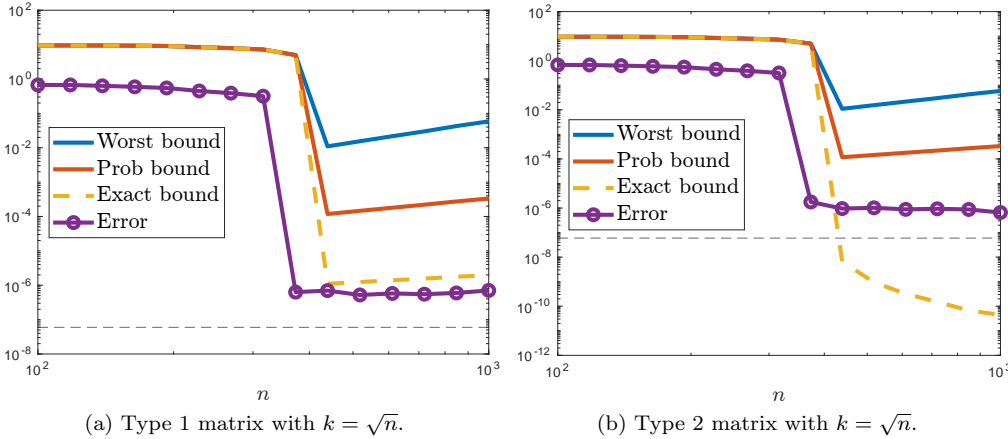 10^2
10^0
10^-2
10^-4
10^-6
10^-8
Worst bound
Prob bound
Exact bound
Error
10^2
10^3
n
(a) Type 1 matrix with k = √n.
10^2
10^0
10^-2
10^-4
10^-6
10^-8
10^-10
10^-12
Worst bound
Prob bound
Exact bound
Error
10^2
10^3
n
(b) Type 2 matrix with k = √n.